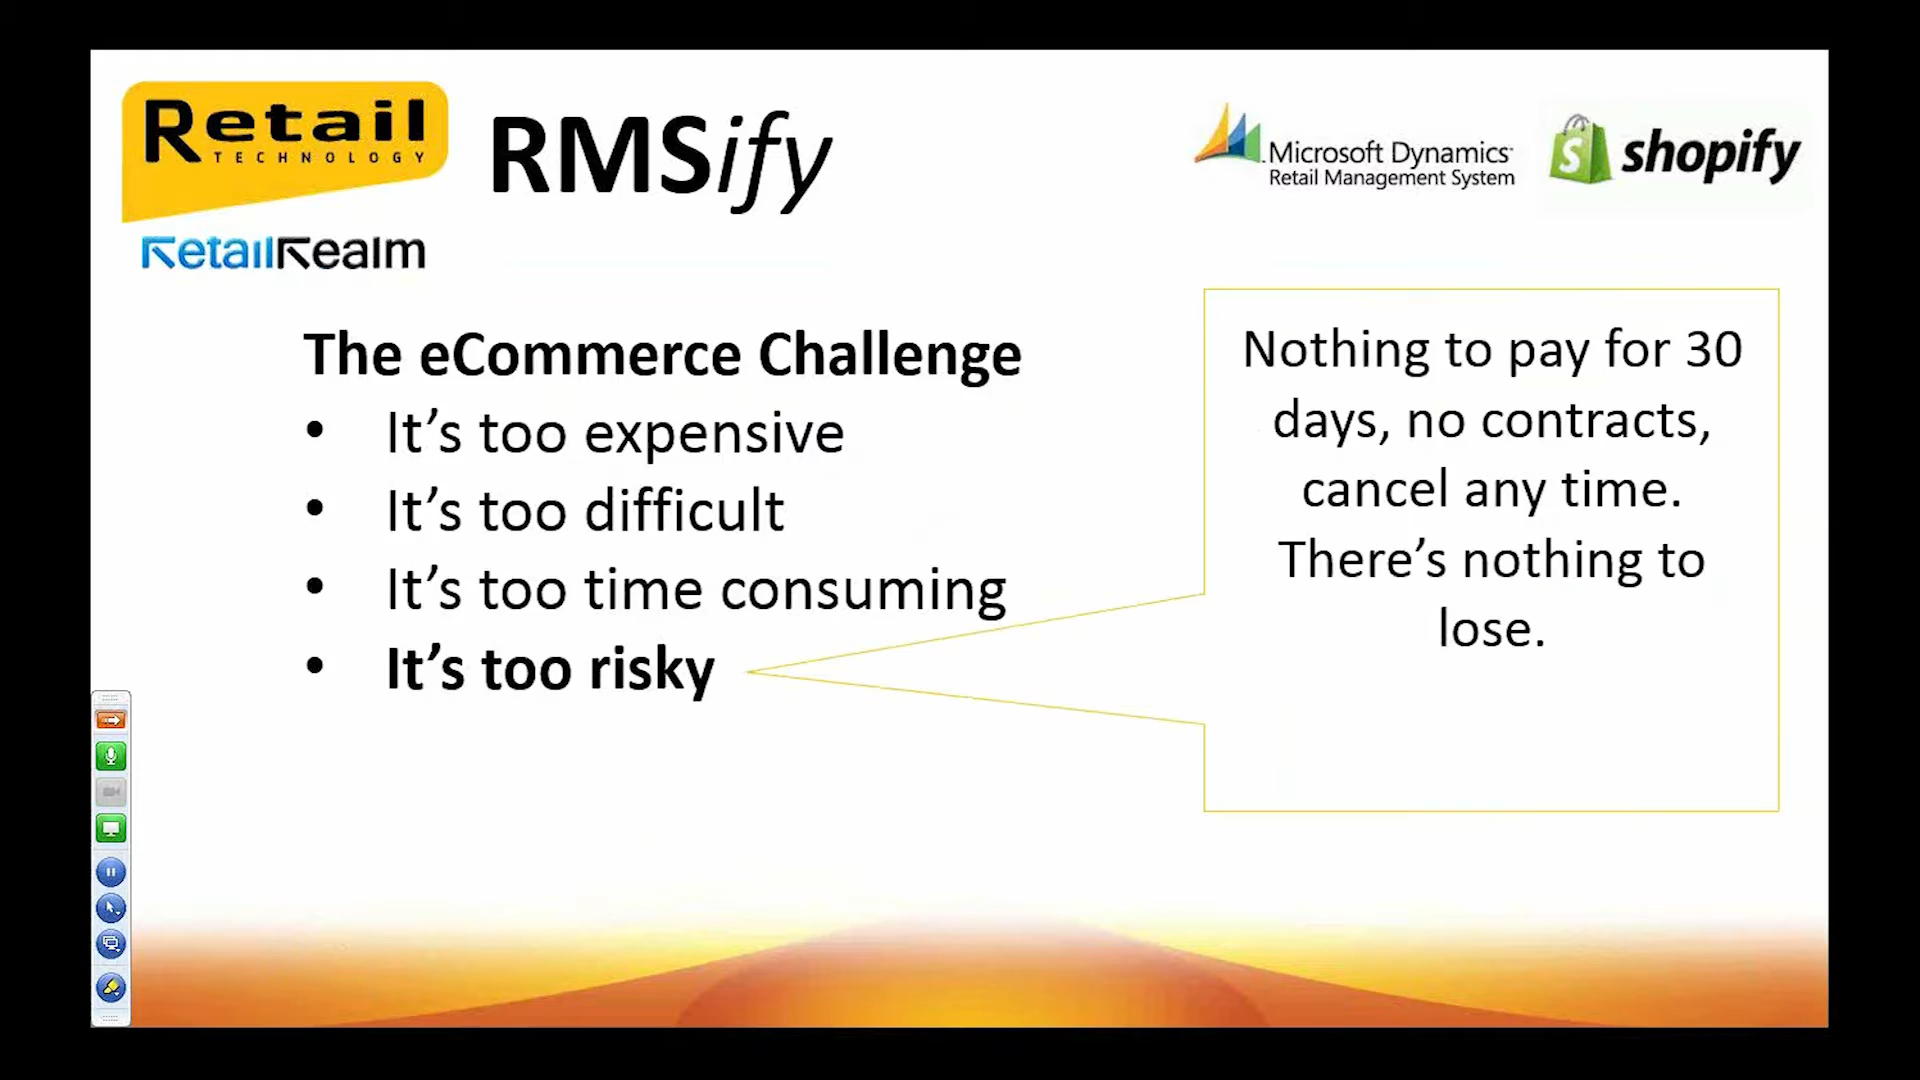 Retail
TECHNOLOGY
RetailRealm
RMSify
Microsoft Dynamics
Retail Management System
shopify
The eCommerce Challenge
• It’s too expensive
• It’s too difficult
• It’s too time consuming
• It’s too risky
Nothing to pay for 30
days, no contracts,
cancel any time.
There’s nothing to
lose.